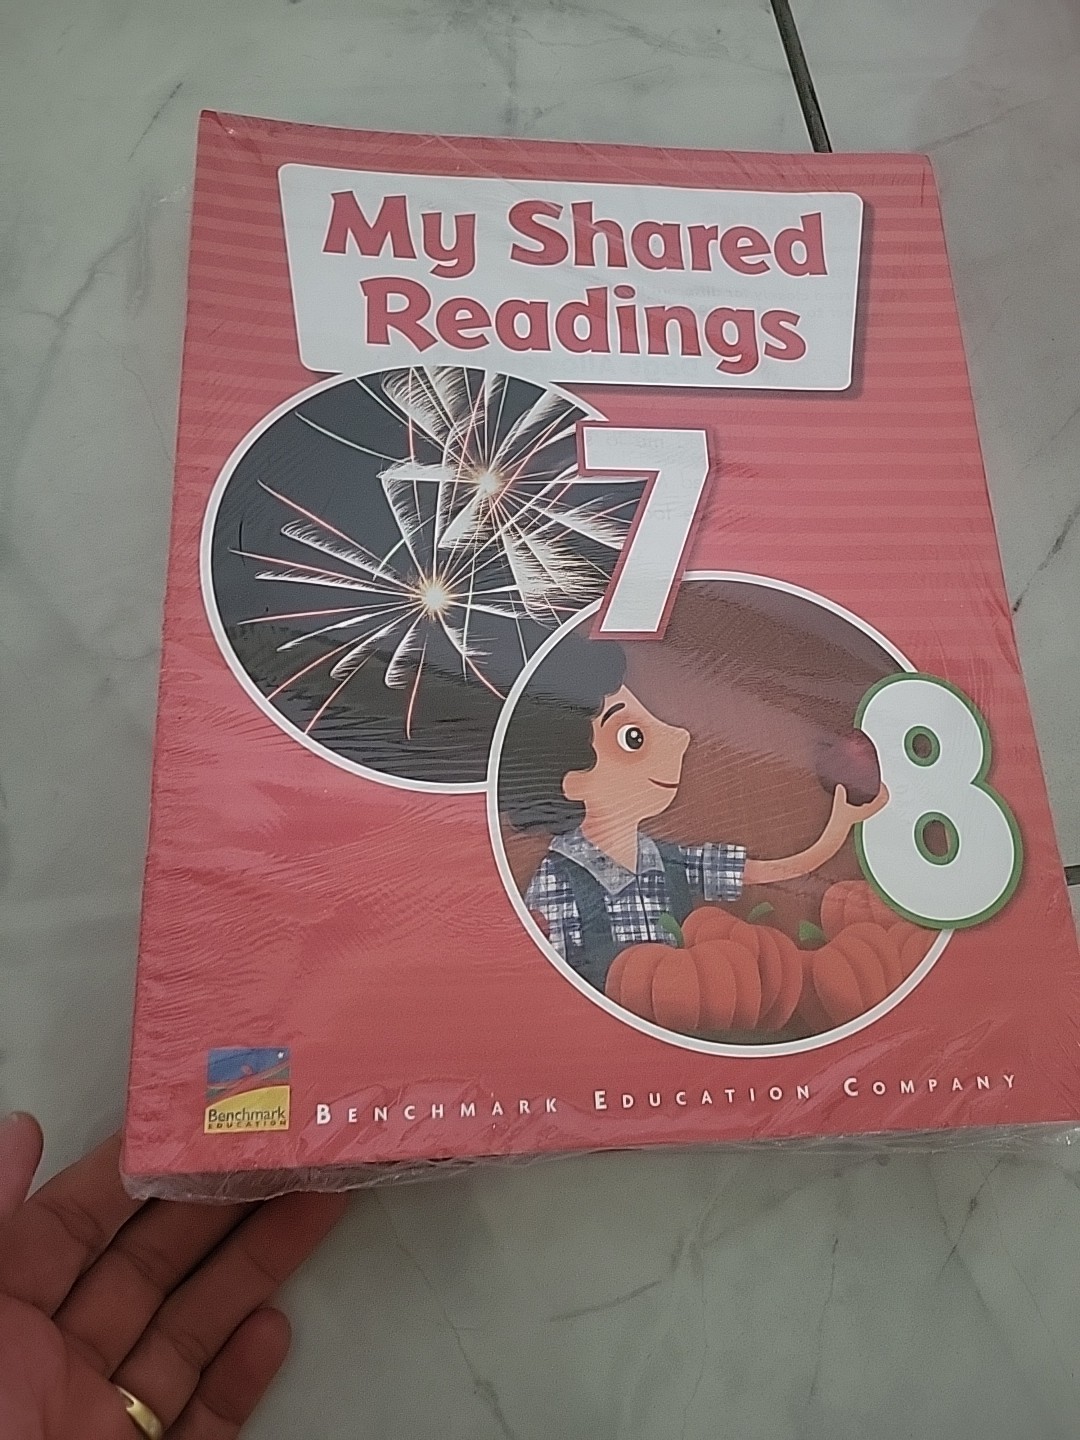 My Shared
Readings
7
8
Benchmark
EDUCATION
BENCHMARK EDUCATION COMPANY